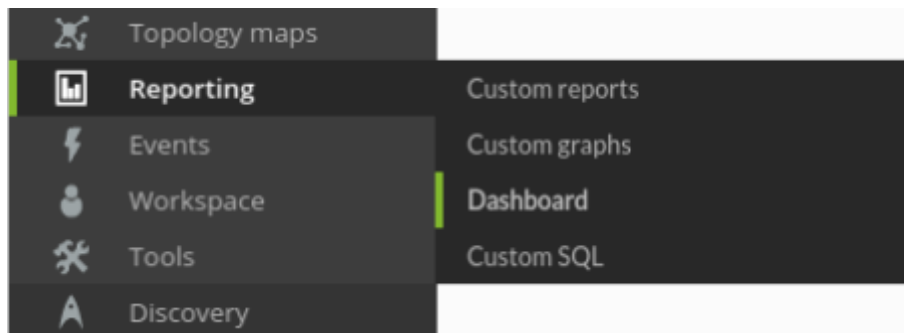 Topology maps
Reporting
Events
Workspace
Tools
Discovery
Custom reports
Custom graphs
Dashboard
Custom SQL